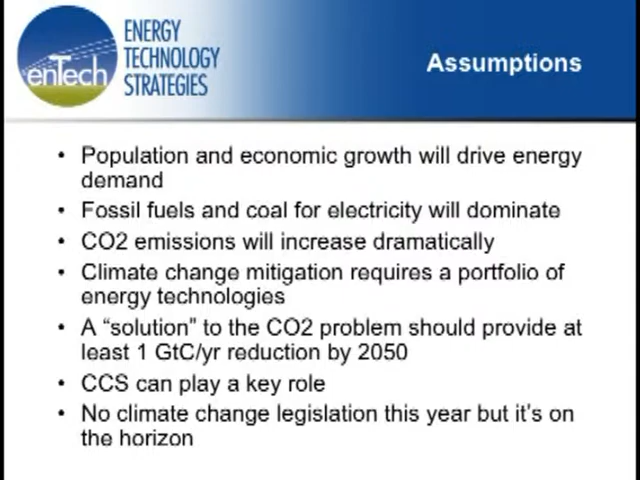 enTech
ENERGY
TECHNOLOGY
STRATEGIES
Assumptions
• Population and economic growth will drive energy
demand
• Fossil fuels and coal for electricity will dominate
• CO2 emissions will increase dramatically
• Climate change mitigation requires a portfolio of
energy technologies
• A “solution” to the CO2 problem should provide at
least 1 GtC/yr reduction by 2050
• CCS can play a key role
• No climate change legislation this year but it’s on
the horizon